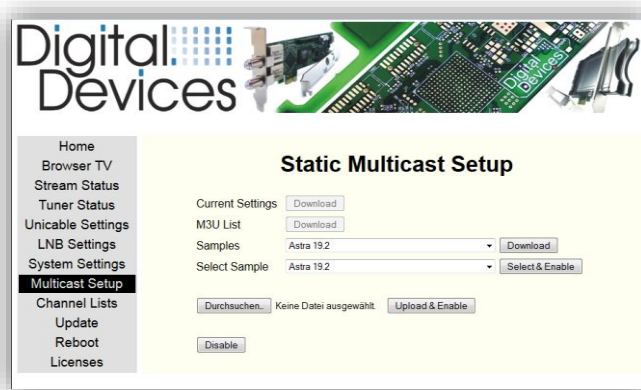 Digital
Devices
Digital
Devices
Home
Browser TV
Stream Status
Tuner Status
Unicable Settings
LNB Settings
System Settings
Multicast Setup
Channel Lists
Update
Reboot
Licenses
Static Multicast Setup
Current Settings Download
M3U List Download
Samples Astra 19.2 Download
Select Sample Astra 19.2 Select & Enable
Durchsuchen.. Keine Datei ausgewählt. Upload & Enable
Disable